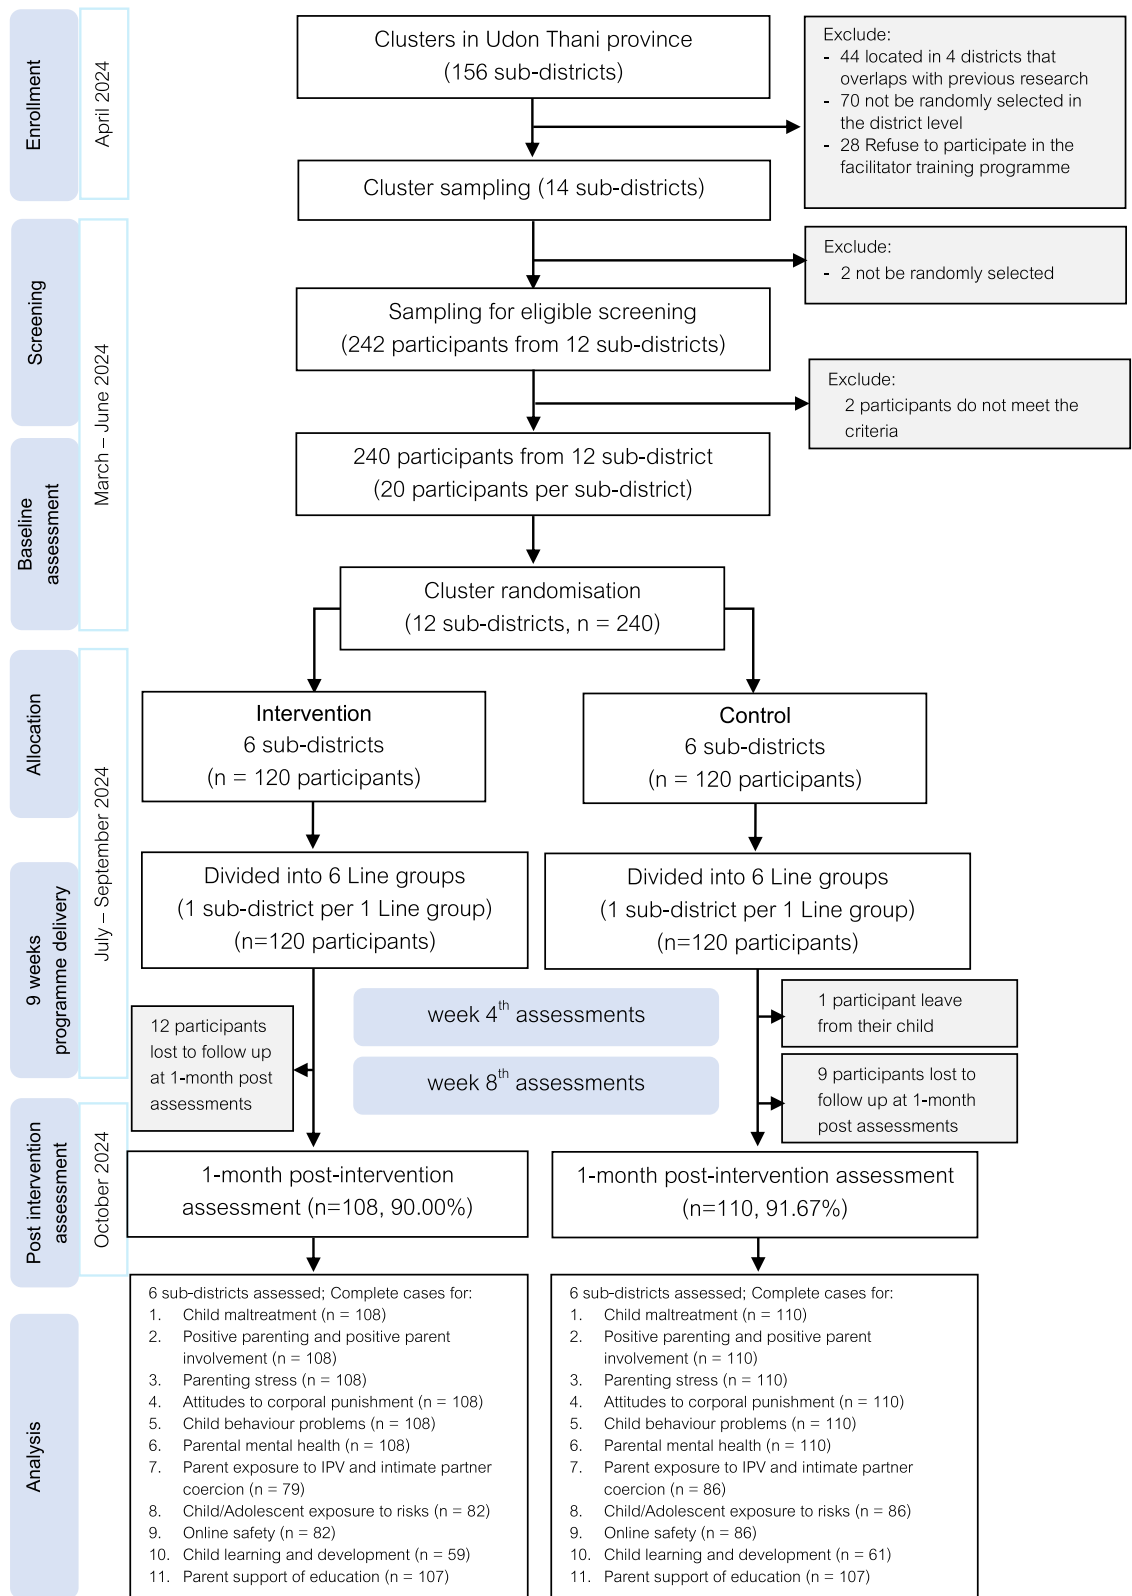 Enrollment
April 2024
Clusters in Udon Thani province
(156 sub-districts)
Exclude:
- 44 located in 4 districts that
overlaps with previous research
- 70 not be randomly selected in
the district level
- 28 Refuse to participate in the
facilitator training programme
Cluster sampling (14 sub-districts)
Screening
March – June 2024
Exclude:
- 2 not be randomly selected
Sampling for eligible screening
(242 participants from 12 sub-districts)
Exclude:
2 participants do not meet the
criteria
Baseline
assessment
240 participants from 12 sub-district
(20 participants per sub-district)
Cluster randomisation
(12 sub-districts, n = 240)
Allocation
July – September 2024
Intervention
6 sub-districts
(n = 120 participants)
Control
6 sub-districts
(n = 120 participants)
9 weeks
programme delivery
Divided into 6 Line groups
(1 sub-district per 1 Line group)
(n=120 participants)
Divided into 6 Line groups
(1 sub-district per 1 Line group)
(n=120 participants)
12 participants
lost to follow up
at 1-month post
assessments
week 4th assessments
week 8th assessments
1 participant leave
from their child
9 participants lost to
follow up at 1-month
post assessments
Post intervention
assessment
October 2024
1-month post-intervention
assessment (n=108, 90.00%)
1-month post-intervention assessment
(n=110, 91.67%)
Analysis
6 sub-districts assessed; Complete cases for:
1. Child maltreatment (n = 108)
2. Positive parenting and positive parent
involvement (n = 108)
3. Parenting stress (n = 108)
4. Attitudes to corporal punishment (n = 108)
5. Child behaviour problems (n = 108)
6. Parental mental health (n = 108)
7. Parent exposure to IPV and intimate partner
coercion (n = 79)
8. Child/Adolescent exposure to risks (n = 82)
9. Online safety (n = 82)
10. Child learning and development (n = 59)
11. Parent support of education (n = 107)
6 sub-districts assessed; Complete cases for:
1. Child maltreatment (n = 110)
2. Positive parenting and positive parent
involvement (n = 110)
3. Parenting stress (n = 110)
4. Attitudes to corporal punishment (n = 110)
5. Child behaviour problems (n = 110)
6. Parental mental health (n = 110)
7. Parent exposure to IPV and intimate partner
coercion (n = 86)
8. Child/Adolescent exposure to risks (n = 86)
9. Online safety (n = 86)
10. Child learning and development (n = 61)
11. Parent support of education (n = 107)